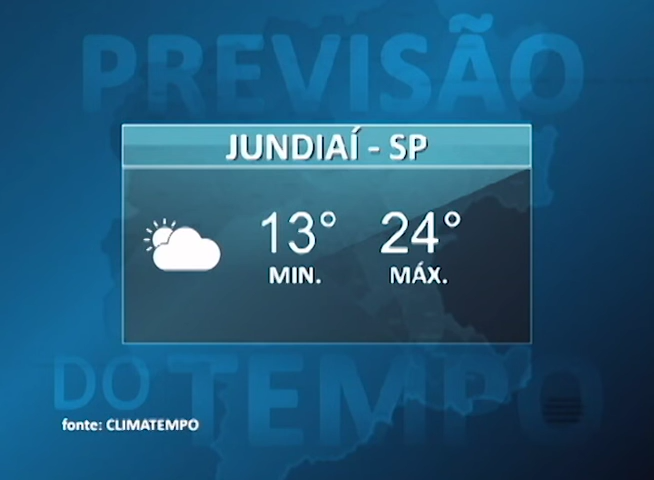 PREVISÃO
JUNDIAÍ - SP
13° 24°
MIN. MÁX.
DO TEMPO
fonte: CLIMATEMPO